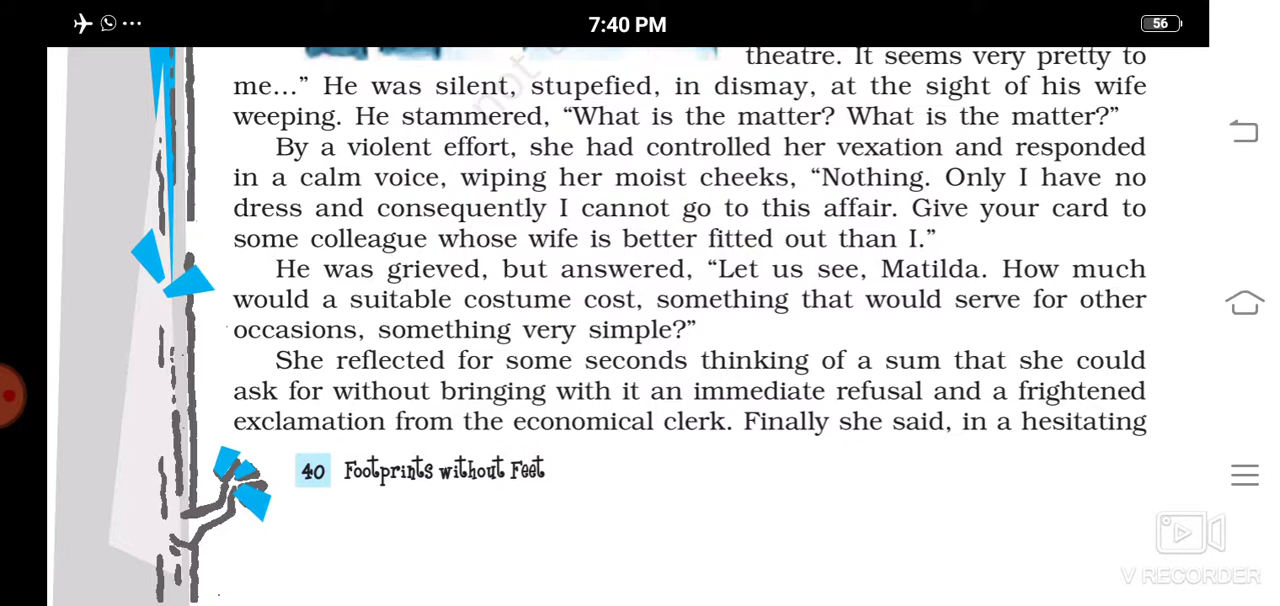 7:40 PM
56
theatre. It seems very pretty to
me...” He was silent, stupefied, in dismay, at the sight of his wife
weeping. He stammered, “What is the matter? What is the matter?”
By a violent effort, she had controlled her vexation and responded
in a calm voice, wiping her moist cheeks, “Nothing. Only I have no
dress and consequently I cannot go to this affair. Give your card to
some colleague whose wife is better fitted out than I.”
He was grieved, but answered, “Let us see, Matilda. How much
would a suitable costume cost, something that would serve for other
occasions, something very simple?”
She reflected for some seconds thinking of a sum that she could
ask for without bringing with it an immediate refusal and a frightened
exclamation from the economical clerk. Finally she said, in a hesitating
40 Footprints without Feet
V RECORDER